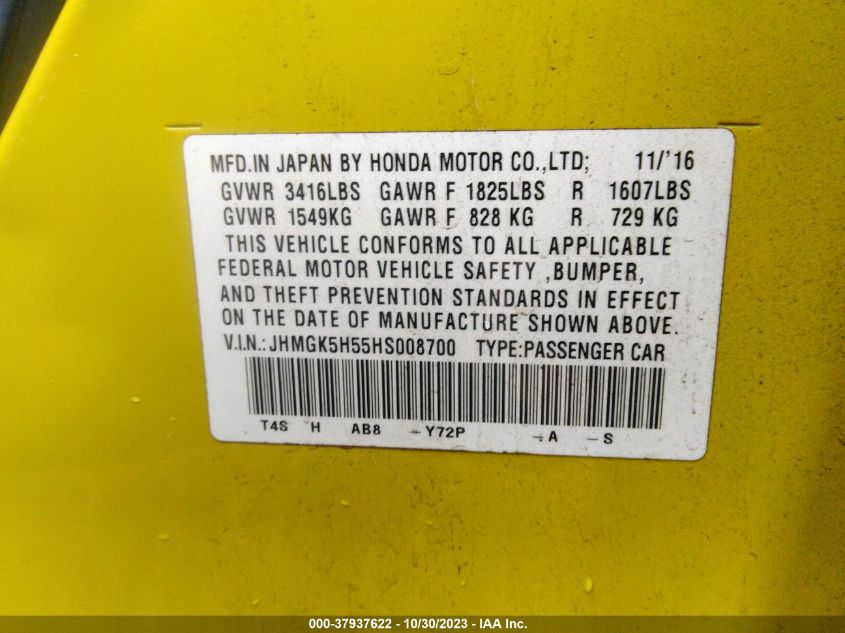 MFD.IN JAPAN BY HONDA MOTOR CO.,LTD; 11/'16
GVWR 3416LBS GAWR F 1825LBS R 1607LBS
GVWR 1549KG GAWR F 828 KG R 729 KG
THIS VEHICLE CONFORMS TO ALL APPLICABLE
FEDERAL MOTOR VEHICLE SAFETY ,BUMPER,
AND THEFT PREVENTION STANDARDS IN EFFECT
ON THE DATE OF MANUFACTURE SHOWN ABOVE.
V.I.N.: JHMGK5H55HS008700 TYPE:PASSENGER CAR
T4S H AB8 -Y72P -A -S
000-37937622 - 10/30/2023 - IAA Inc.